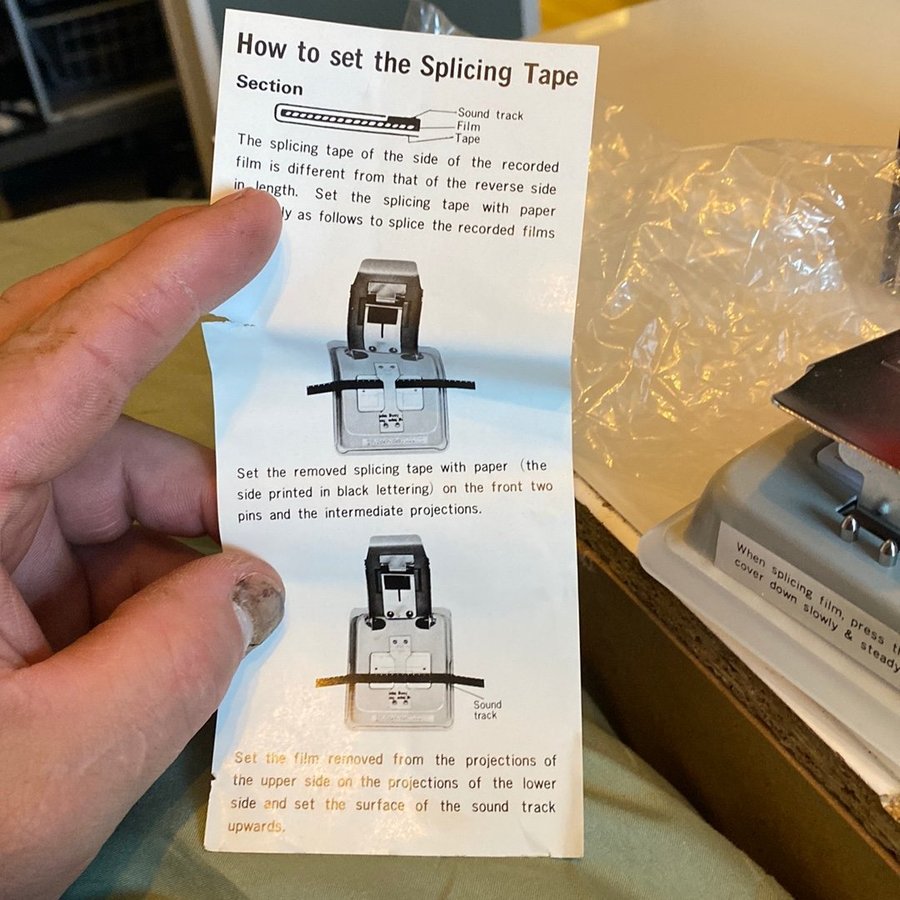 How to set the Splicing Tape
Section
Sound track
Film
Tape
The splicing tape of the side of the recorded
film is different from that of the reverse side
in length. Set the splicing tape with paper
ly as follows to splice the recorded films
Set the removed splicing tape with paper (the
side printed in black lettering) on the front two
pins and the intermediate projections.
Sound
track
Set the film removed from the projections of
the upper side on the projections of the lower
side and set the surface of the sound track
upwards.
When splicing film, press th
cover down slowly & steady